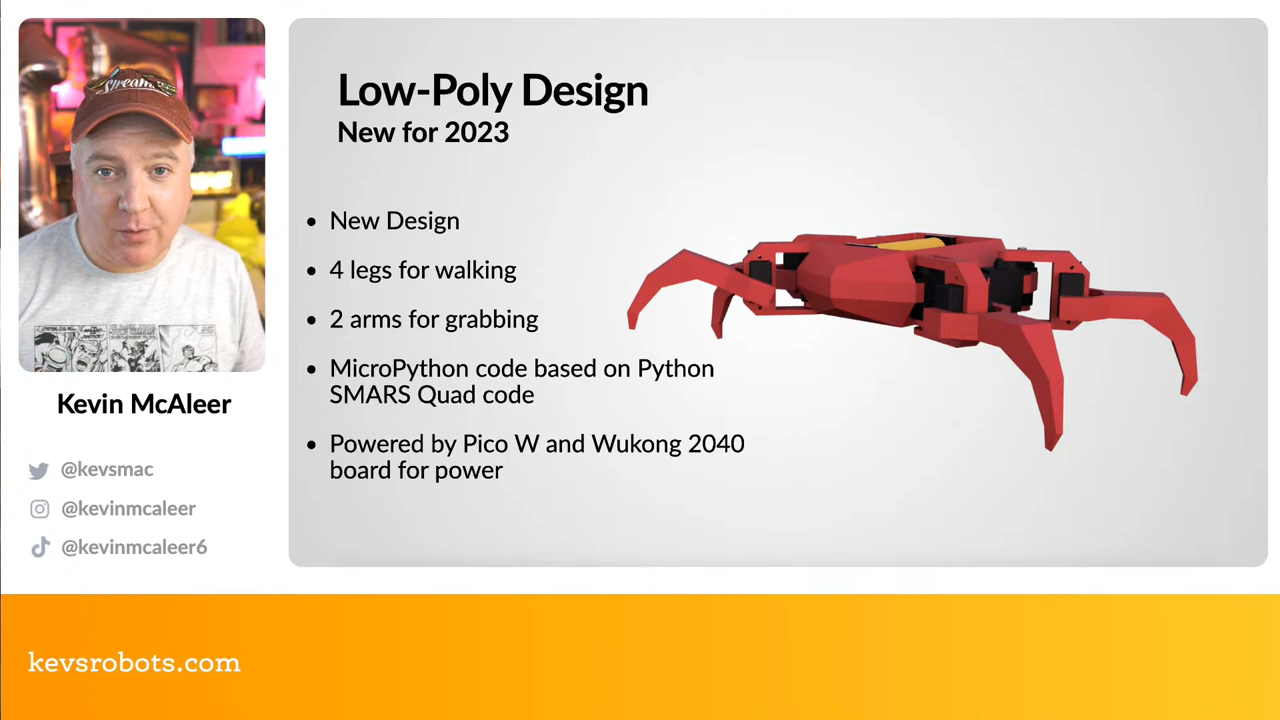 Stream
Low-Poly Design
New for 2023
• New Design
• 4 legs for walking
• 2 arms for grabbing
• MicroPython code based on Python
SMARS Quad code
• Powered by Pico W and Wukong 2040
board for power
Kevin McAleer
@kevsmac
@kevinmcaleer
@kevinmcaleer6
kevsrobots.com